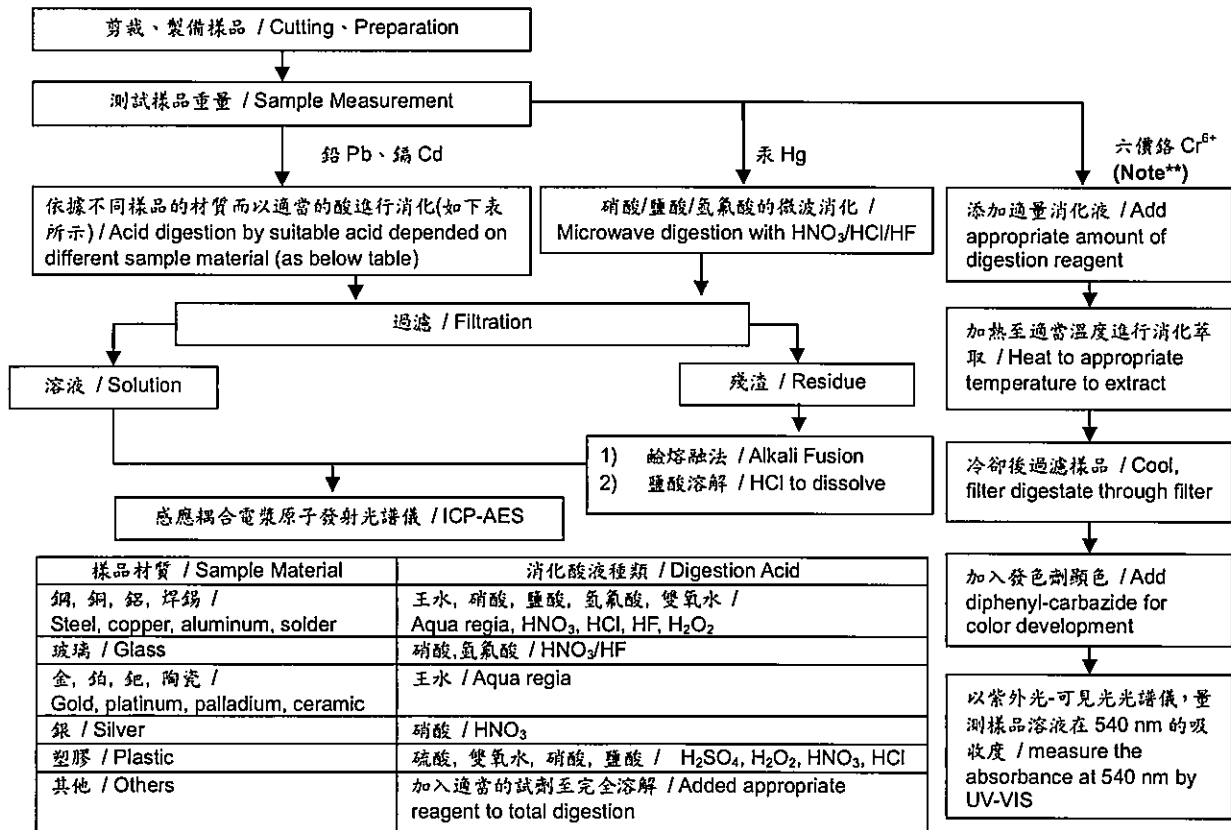 剪裁、製備樣品 / Cutting、Preparation
測試樣品重量 / Sample Measurement
鉛 Pb、鎘 Cd
汞 Hg
六價鉻 Cr⁶⁺
(Note**)
依據不同樣品的材質而以適當的酸進行消化(如下表
所示) / Acid digestion by suitable acid depended on
different sample material (as below table)
硝酸/鹽酸/氫氟酸的微波消化 /
Microwave digestion with HNO₃/HCl/HF
添加適量消化液 / Add
appropriate amount of
digestion reagent
過濾 / Filtration
加熱至適當溫度進行消化萃
取 / Heat to appropriate
temperature to extract
溶液 / Solution
殘渣 / Residue
1) 鹼熔融法 / Alkali Fusion
2) 鹽酸溶解 / HCl to dissolve
冷卻後過濾樣品 / Cool,
filter digestate through filter
感應耦合電漿原子發射光譜儀 / ICP-AES
加入發色劑顯色 / Add
diphenyl-carbazide for
color development
以紫外光-可見光光譜儀,量
測樣品溶液在 540 nm 的吸
收度 / measure the
absorbance at 540 nm by
UV-VIS
樣品材質 / Sample Material
消化酸液種類 / Digestion Acid
鋼, 銅, 鋁, 焊錫 /
Steel, copper, aluminum, solder
王水, 硝酸, 鹽酸, 氫氟酸, 雙氧水 /
Aqua regia, HNO₃, HCl, HF, H₂O₂
玻璃 / Glass
硝酸,氫氟酸 / HNO₃/HF
金, 鉑, 鈀, 陶瓷 /
Gold, platinum, palladium, ceramic
王水 / Aqua regia
銀 / Silver
硝酸 / HNO₃
塑膠 / Plastic
硫酸, 雙氧水, 硝酸, 鹽酸 / H₂SO₄, H₂O₂, HNO₃, HCl
其他 / Others
加入適當的試劑至完全溶解 / Added appropriate
reagent to total digestion